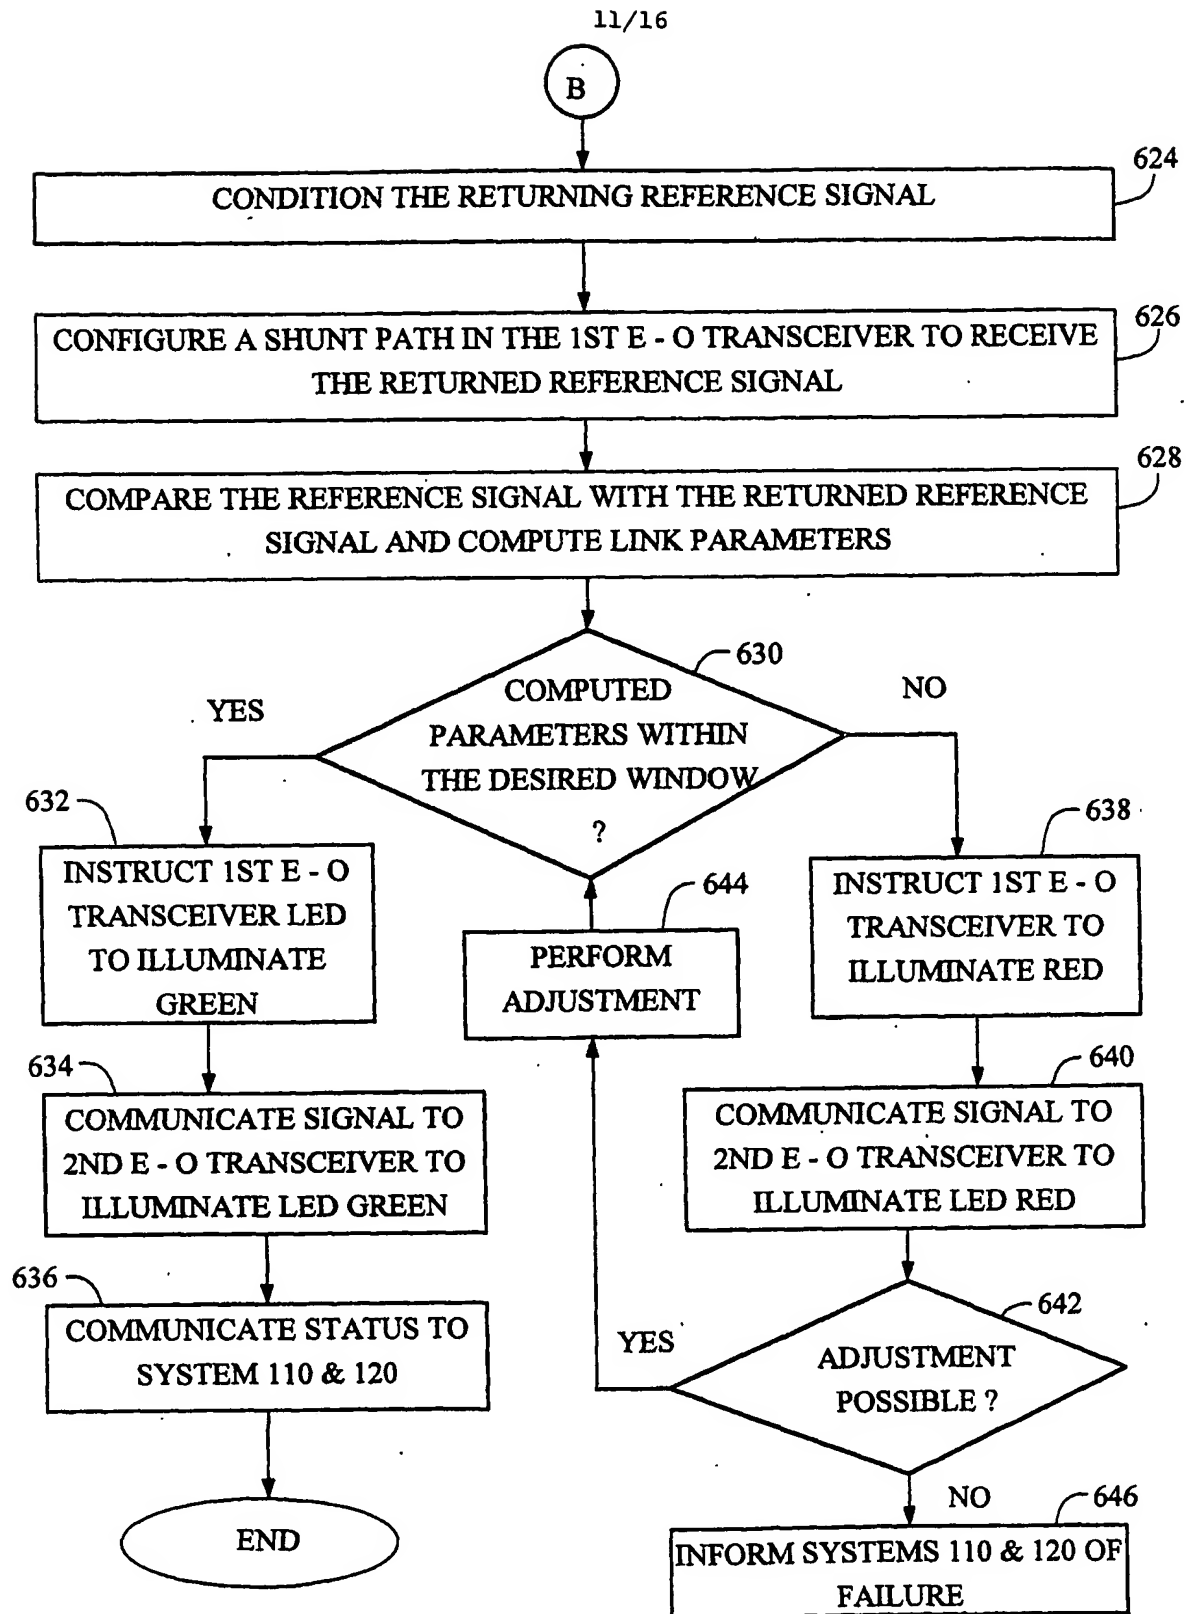 11/16
B
624
CONDITION THE RETURNING REFERENCE SIGNAL
626
CONFIGURE A SHUNT PATH IN THE 1ST E - O TRANSCEIVER TO RECEIVE
THE RETURNED REFERENCE SIGNAL
628
COMPARE THE REFERENCE SIGNAL WITH THE RETURNED REFERENCE
SIGNAL AND COMPUTE LINK PARAMETERS
630
COMPUTED
PARAMETERS WITHIN
THE DESIRED WINDOW
?
YES
NO
632
INSTRUCT 1ST E - O
TRANSCEIVER LED
TO ILLUMINATE
GREEN
634
COMMUNICATE SIGNAL TO
2ND E - O TRANSCEIVER TO
ILLUMINATE LED GREEN
636
COMMUNICATE STATUS TO
SYSTEM 110 & 120
END
644
PERFORM
ADJUSTMENT
638
INSTRUCT 1ST E - O
TRANSCEIVER TO
ILLUMINATE RED
640
COMMUNICATE SIGNAL TO
2ND E - O TRANSCEIVER TO
ILLUMINATE LED RED
642
YES
ADJUSTMENT
POSSIBLE ?
NO
646
INFORM SYSTEMS 110 & 120 OF
FAILURE